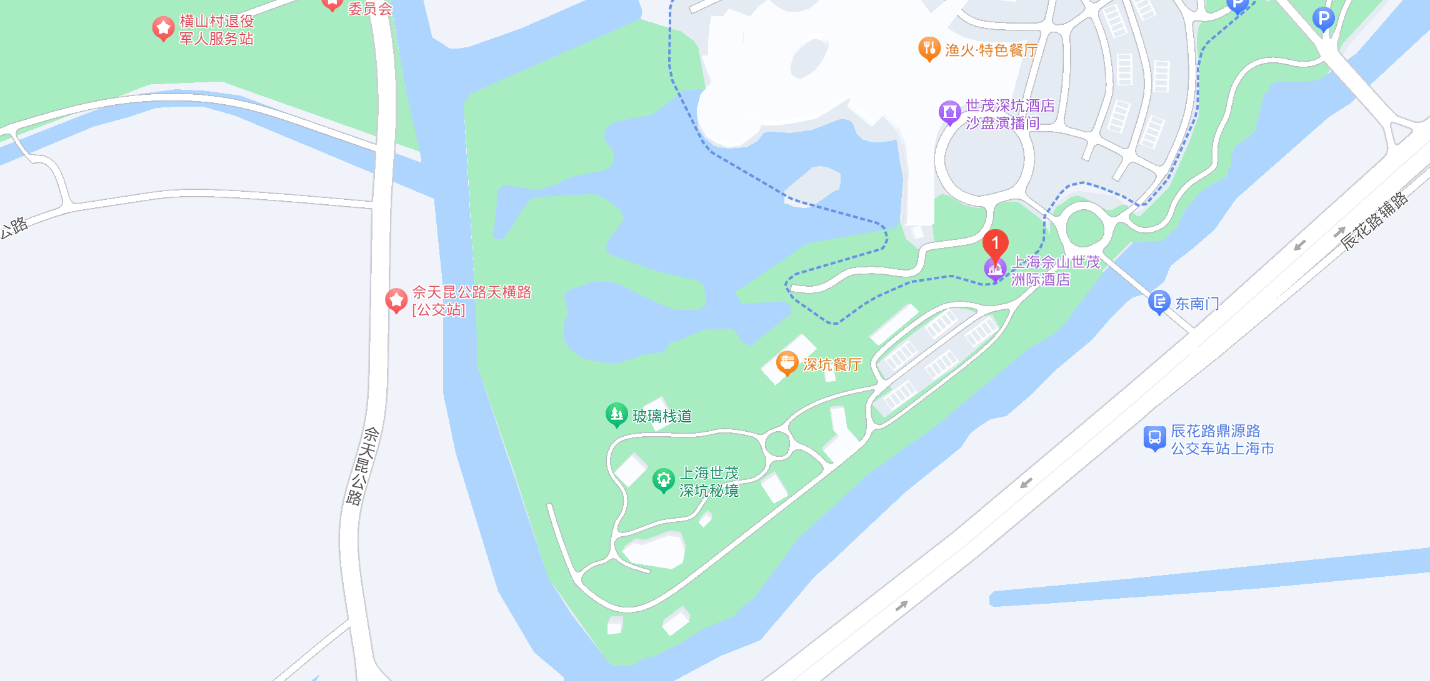 委员会
横山村退役
军人服务站
P
P
渔火·特色餐厅
世茂深坑酒店
沙盘演播间
公路
辰花路辅路
1
上海佘山世茂
洲际酒店
佘天昆公路天横路
[公交站]
东南门
深坑餐厅
玻璃栈道
辰花路鼎源路
公交车站上海市
佘天昆公路
上海世茂
深坑秘境